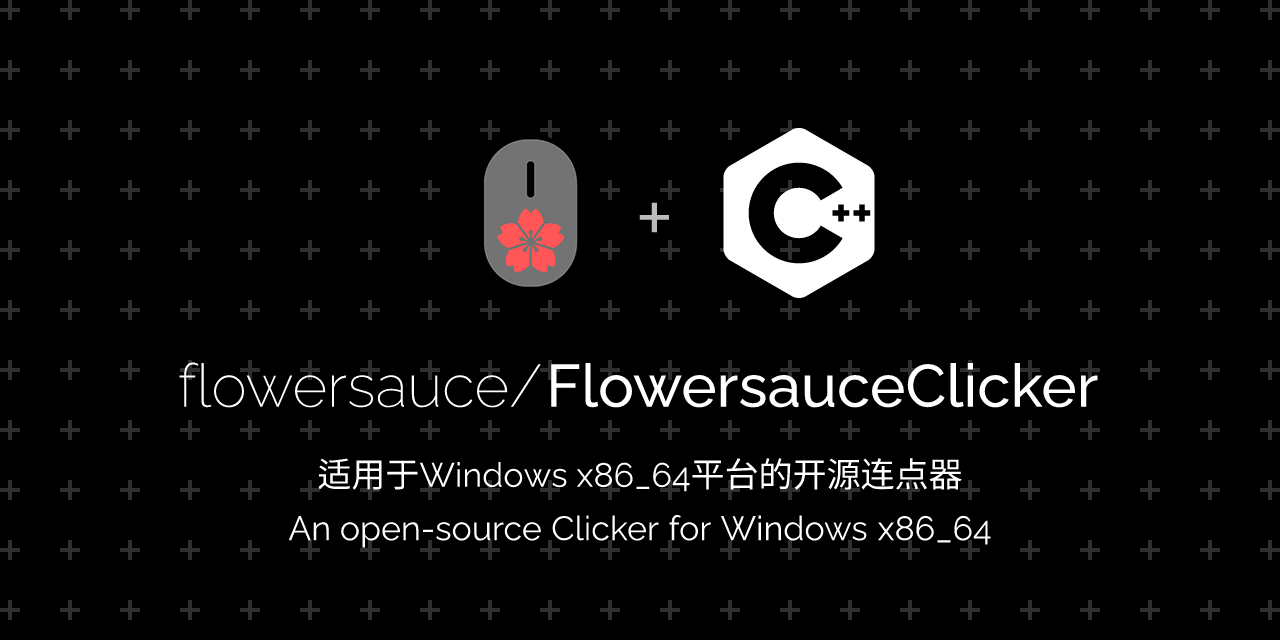 C++
flowersauce/FlowersauceClicker
适用于Windows x86_64平台的开源连点器
An open-source Clicker for Windows x86_64